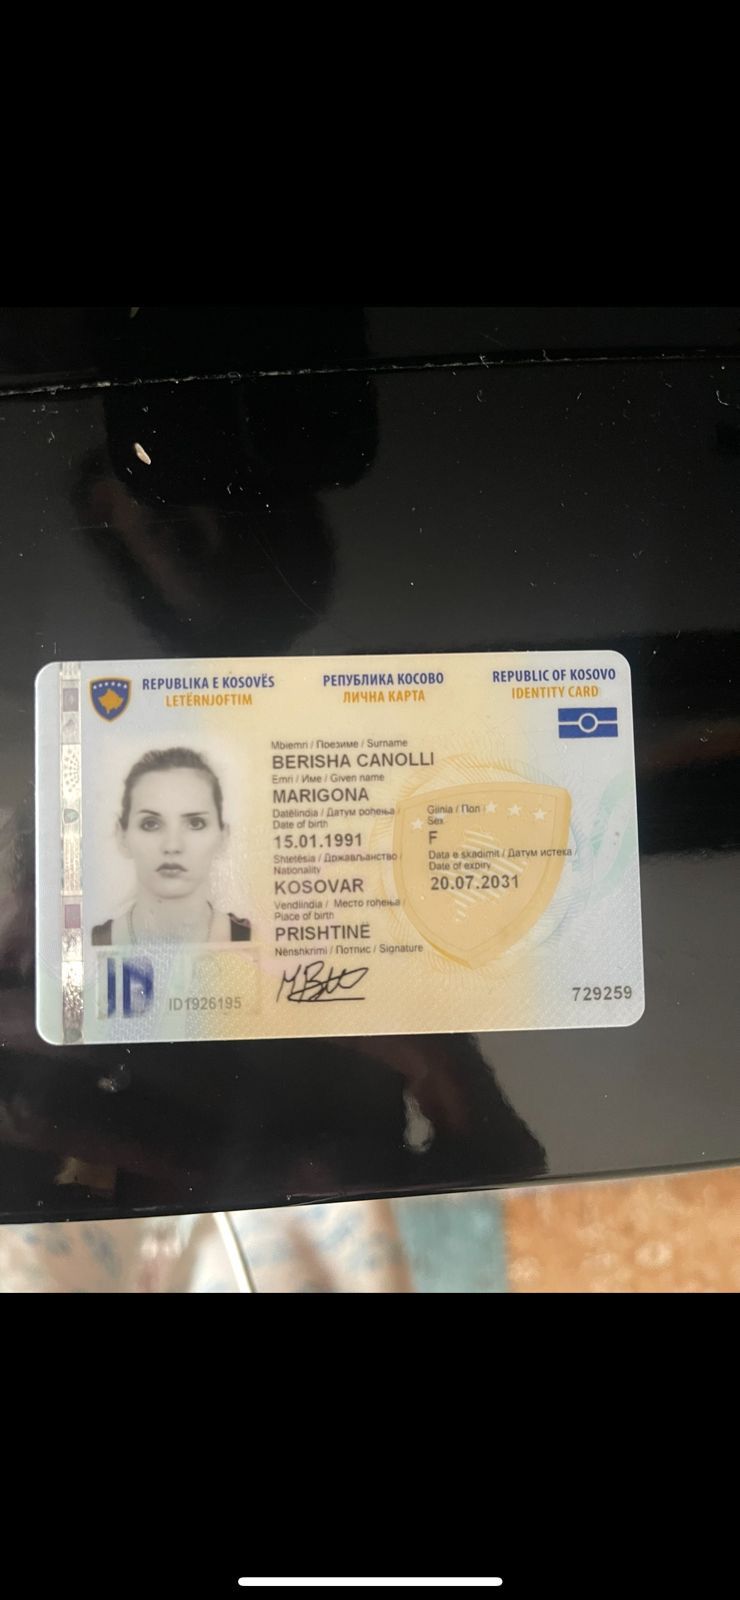 REPUBLIKA E KOSOVËS
LETËRNJOFTIM
РЕПУБЛИКА КОСОВО
ЛИЧНА КАРТА
REPUBLIC OF KOSOVO
IDENTITY CARD
Mbiemri / Презиме / Surname
BERISHA CANOLLI
Emri / Име / Given name
MARIGONA
Datëlindja / Датум рођења /
Date of birth
15.01.1991
Gjinia / Пол /
Sex
F
Shtetësia / Држављанство /
Nationality
KOSOVAR
Data e skadimit / Датум истека /
Date of expiry
20.07.2031
Vendlindja / Место рођења /
Place of birth
PRISHTINË
Nënshkrimi / Потпис / Signature
ID
ID1926195
729259